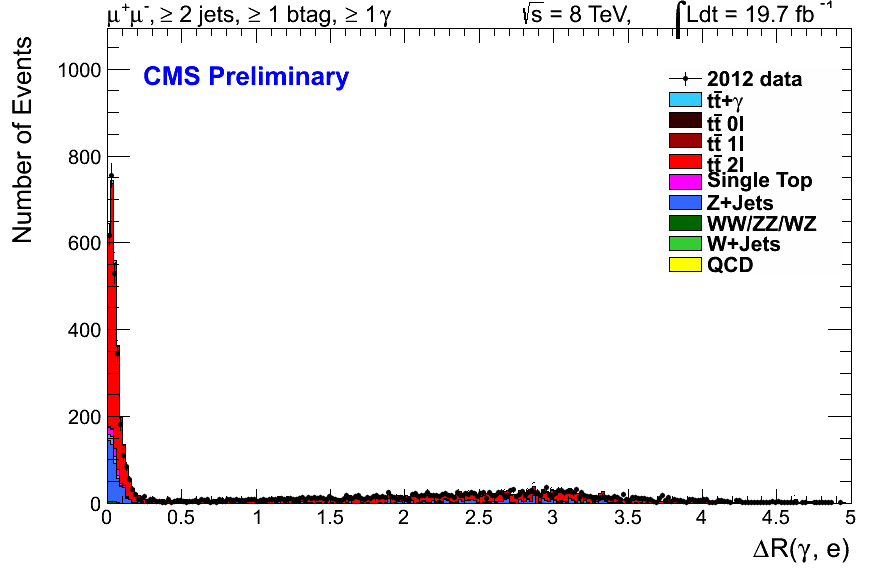 μ⁺μ⁻, ≥ 2 jets, ≥ 1 btag, ≥ 1 γ
√s = 8 TeV, ∫Ldt = 19.7 fb⁻¹
CMS Preliminary
2012 data
tt̄+γ
tt̄ 0l
tt̄ 1l
tt̄ 2l
Single Top
Z+Jets
WW/ZZ/WZ
W+Jets
QCD
Number of Events
1000
800
600
400
200
0
0 0.5 1 1.5 2 2.5 3 3.5 4 4.5 5
ΔR(γ, e)